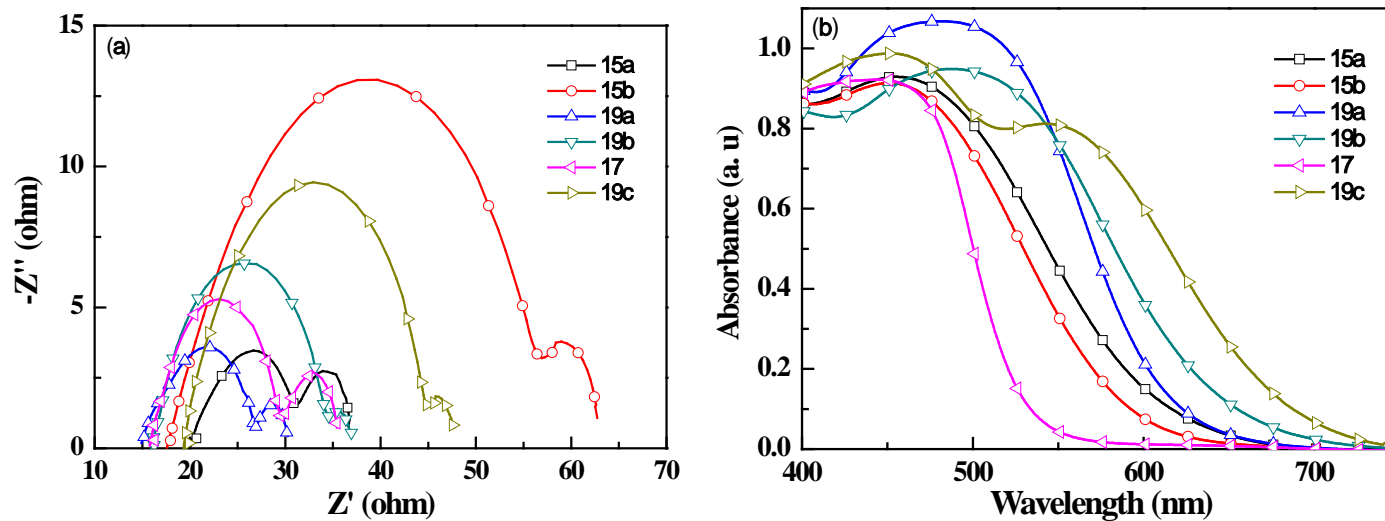 (a)
15
10
5
0
-Z'' (ohm)
15a
15b
19a
19b
17
19c
10 20 30 40 50 60 70
Z' (ohm)
(b)
1.0
0.8
0.6
0.4
0.2
0.0
Absorbance (a. u)
15a
15b
19a
19b
17
19c
400 500 600 700
Wavelength (nm)